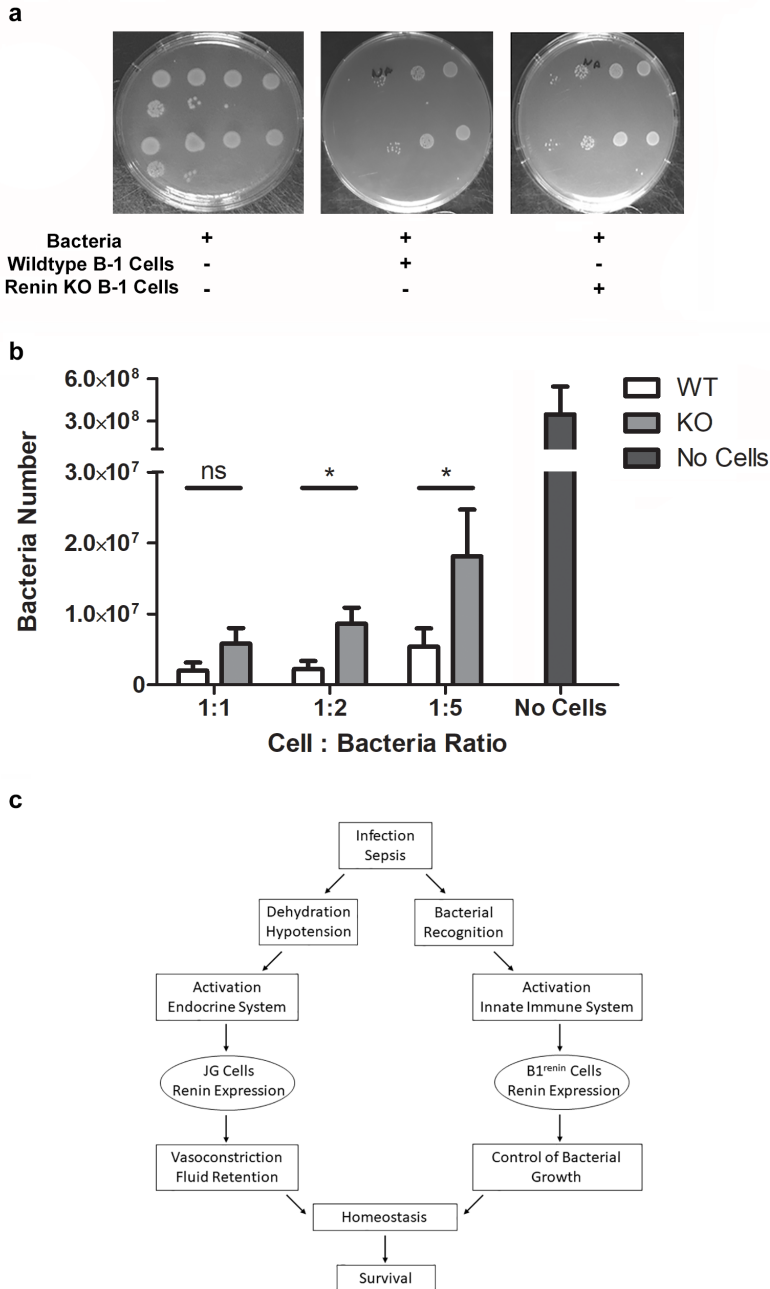 a
NA
NA
Bacteria + + +
Wildtype B-1 Cells - + -
Renin KO B-1 Cells - - +
b
6.0×10⁸
3.0×10⁸
3.0×10⁷
2.0×10⁷
1.0×10⁷
0
Bacteria Number
ns
*
*
WT
KO
No Cells
1:1 1:2 1:5 No Cells
Cell : Bacteria Ratio
c
Infection
Sepsis
Dehydration
Hypotension
Bacterial
Recognition
Activation
Endocrine System
Activation
Innate Immune System
JG Cells
Renin Expression
B1ʳᵉⁿⁱⁿ Cells
Renin Expression
Vasoconstriction
Fluid Retention
Control of Bacterial
Growth
Homeostasis
Survival